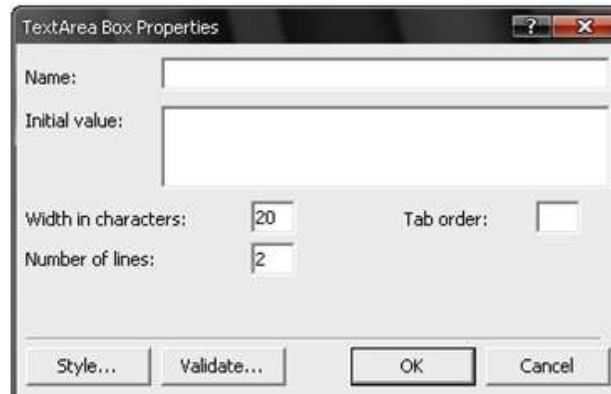 TextArea Box Properties ?
Name:
Initial value:
Width in characters: 20 Tab order:
Number of lines: 2
Style... Validate... OK Cancel